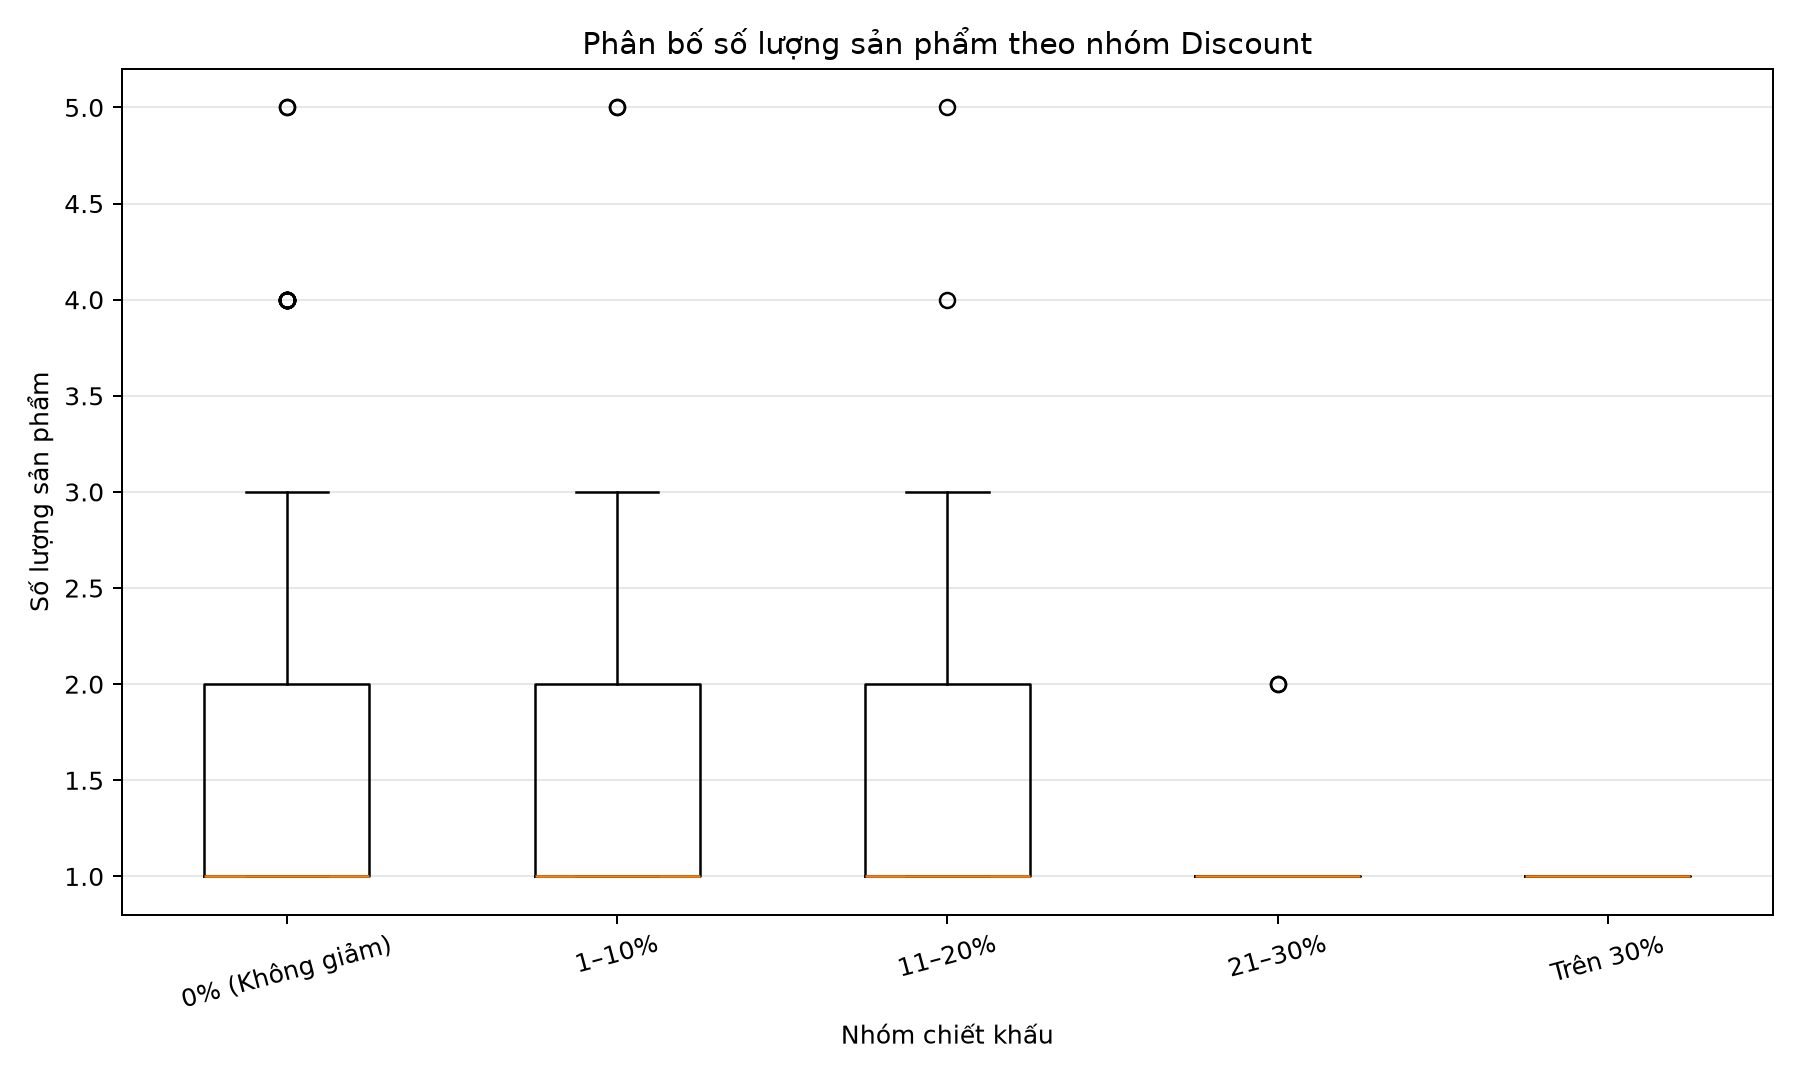 Phân bố số lượng sản phẩm theo nhóm Discount
Số lượng sản phẩm
5.0
4.5
4.0
3.5
3.0
2.5
2.0
1.5
1.0
0% (Không giảm)
1–10%
11–20%
21–30%
Trên 30%
Nhóm chiết khấu